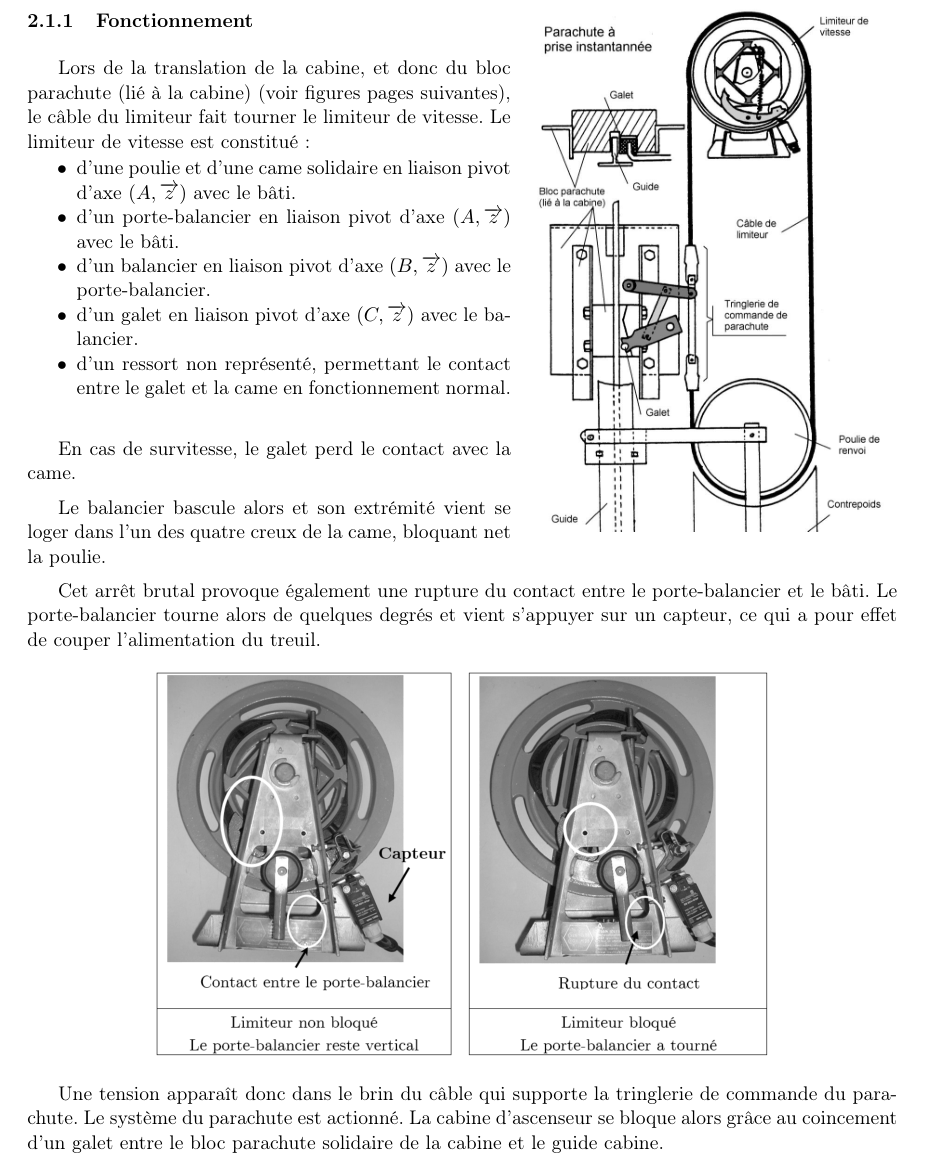 2.1.1 Fonctionnement
Lors de la translation de la cabine, et donc du bloc
parachute (lié à la cabine) (voir figures pages suivantes),
le câble du limiteur fait tourner le limiteur de vitesse. Le
limiteur de vitesse est constitué :
• d'une poulie et d'une came solidaire en liaison pivot
d'axe (A, z⃗) avec le bâti.
• d'un porte-balancier en liaison pivot d'axe (A, z⃗)
avec le bâti.
• d'un balancier en liaison pivot d'axe (B, z⃗) avec le
porte-balancier.
• d'un galet en liaison pivot d'axe (C, z⃗) avec le ba-
lancier.
• d'un ressort non représenté, permettant le contact
entre le galet et la came en fonctionnement normal.
En cas de survitesse, le galet perd le contact avec la
came.
Le balancier bascule alors et son extrémité vient se
loger dans l'un des quatre creux de la came, bloquant net
la poulie.
Parachute à
prise instantannée
Limiteur de
vitesse
Galet
Guide
Bloc parachute
(lié à la cabine)
Câble de
limiteur
Tringlerie de
commande de
parachute
Galet
Poulie de
renvoi
Contrepoids
Guide
Cet arrêt brutal provoque également une rupture du contact entre le porte-balancier et le bâti. Le
porte-balancier tourne alors de quelques degrés et vient s'appuyer sur un capteur, ce qui a pour effet
de couper l'alimentation du treuil.
Capteur
Contact entre le porte-balancier
Limiteur non bloqué
Le porte-balancier reste vertical
Rupture du contact
Limiteur bloqué
Le porte-balancier a tourné
Une tension apparaît donc dans le brin du câble qui supporte la tringlerie de commande du para-
chute. Le système du parachute est actionné. La cabine d'ascenseur se bloque alors grâce au coincement
d'un galet entre le bloc parachute solidaire de la cabine et le guide cabine.